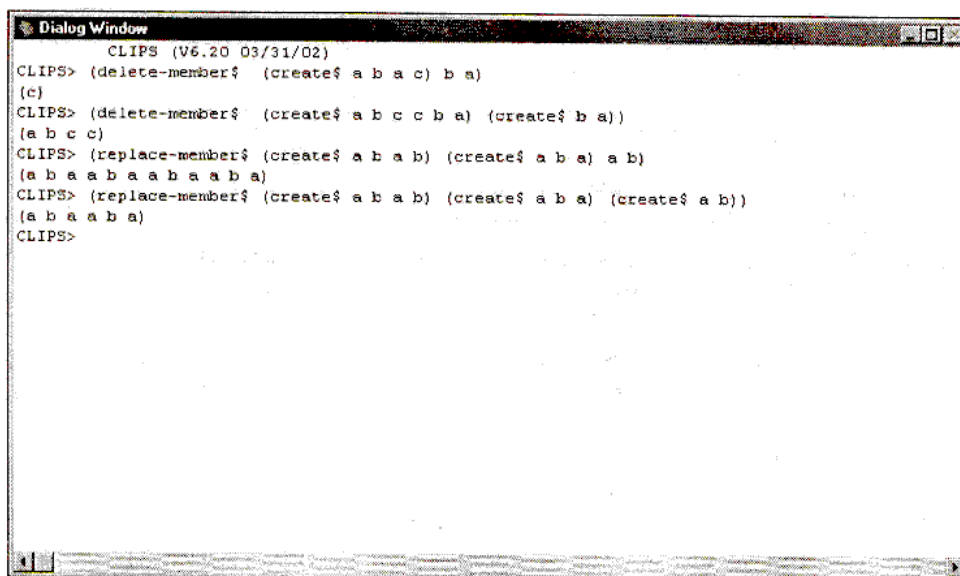 Dialog Window
CLIPS (V6.20 03/31/02)
CLIPS> (delete-member$ (create$ a b a c) b a)
(c)
CLIPS> (delete-member$ (create$ a b c c b a) (create$ b a))
(a b c c)
CLIPS> (replace-member$ (create$ a b a b) (create$ a b a) a b)
(a b a a b a a b a a b a)
CLIPS> (replace-member$ (create$ a b a b) (create$ a b a) (create$ a b))
(a b a a b a)
CLIPS>